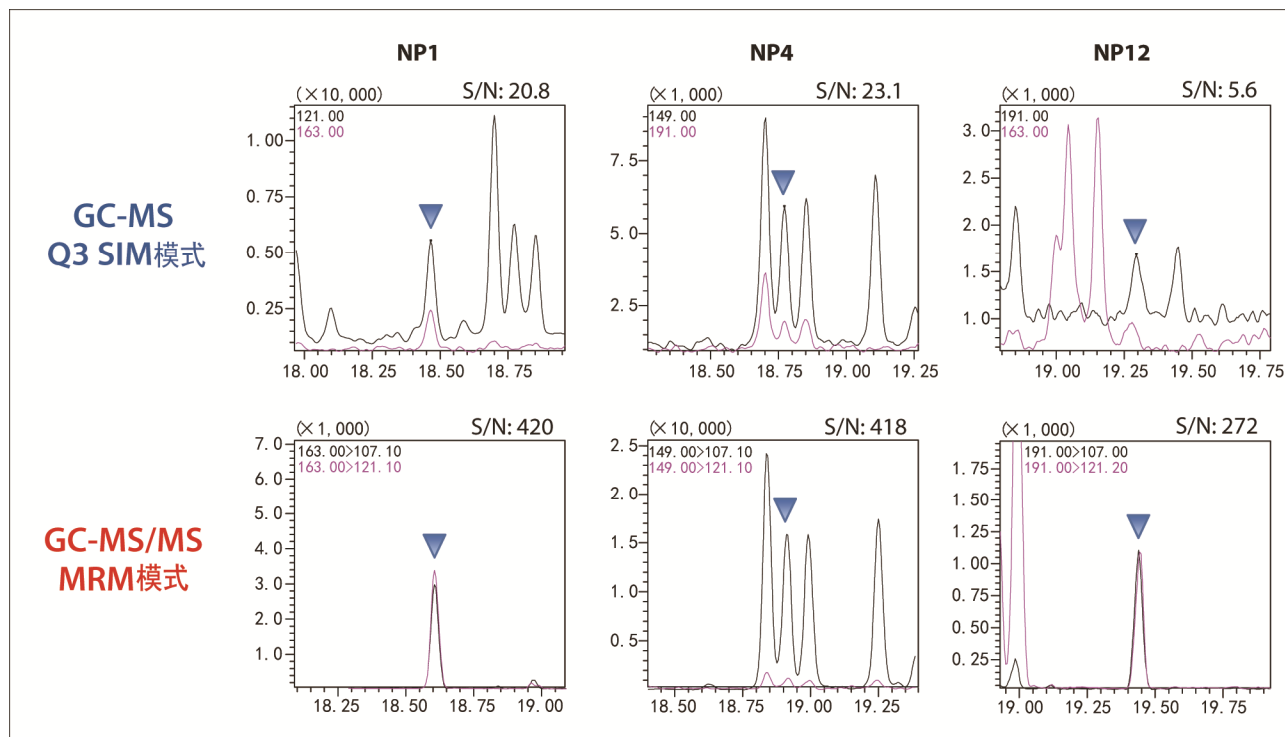 NP1
NP4
NP12
GC-MS
Q3 SIM模式
(×10,000)
S/N: 20.8
121.00
163.00
1.00
0.75
0.50
0.25
18.00 18.25 18.50 18.75
(×1,000)
S/N: 23.1
149.00
191.00
7.5
5.0
2.5
18.50 18.75 19.00 19.25
(×1,000)
S/N: 5.6
191.00
163.00
3.0
2.5
2.0
1.5
1.0
19.00 19.25 19.50 19.75
GC-MS/MS
MRM模式
(×1,000)
S/N: 420
163.00>107.10
163.00>121.10
7.0
6.0
5.0
4.0
3.0
2.0
1.0
18.25 18.50 18.75 19.00
(×10,000)
S/N: 418
149.00>107.10
149.00>121.10
2.5
2.0
1.5
1.0
0.5
18.50 18.75 19.00 19.25
(×1,000)
S/N: 272
191.00>107.00
191.00>121.20
1.75
1.50
1.25
1.00
0.75
0.50
0.25
19.00 19.25 19.50 19.75